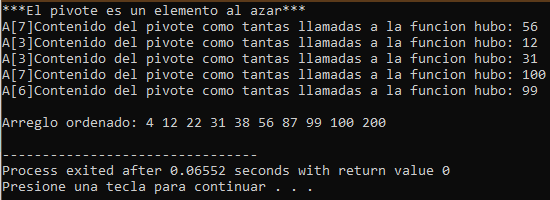 ***El pivote es un elemento al azar***
A[7]Contenido del pivote como tantas llamadas a la funcion hubo: 56
A[3]Contenido del pivote como tantas llamadas a la funcion hubo: 12
A[3]Contenido del pivote como tantas llamadas a la funcion hubo: 31
A[7]Contenido del pivote como tantas llamadas a la funcion hubo: 100
A[6]Contenido del pivote como tantas llamadas a la funcion hubo: 99
Arreglo ordenado: 4 12 22 31 38 56 87 99 100 200
--------------------------------
Process exited after 0.06552 seconds with return value 0
Presione una tecla para continuar . . .